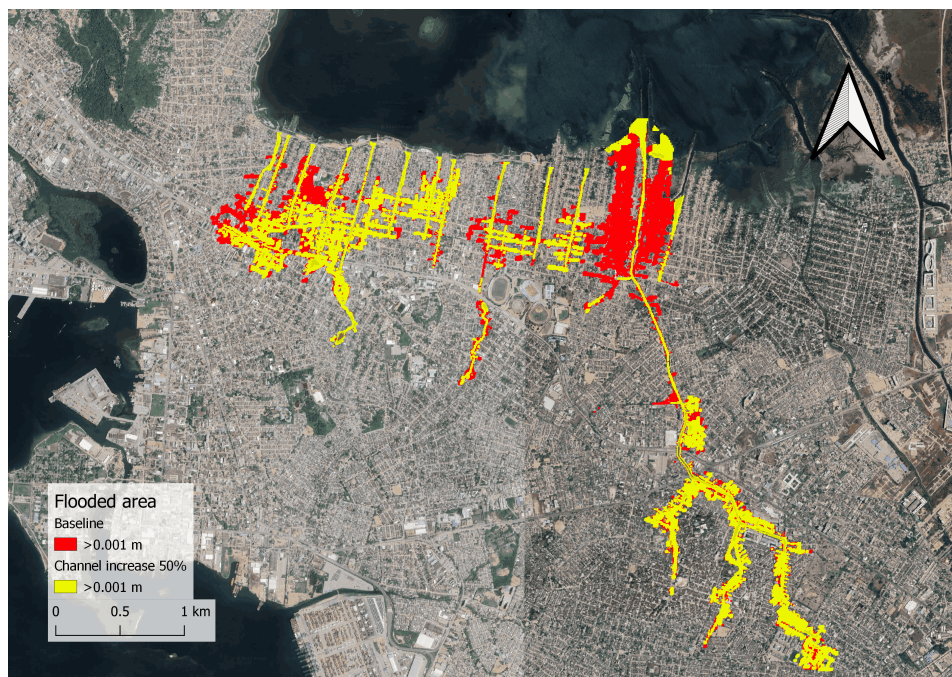 Flooded area
Baseline
>0.001 m
Channel increase 50%
>0.001 m
0 0.5 1 km